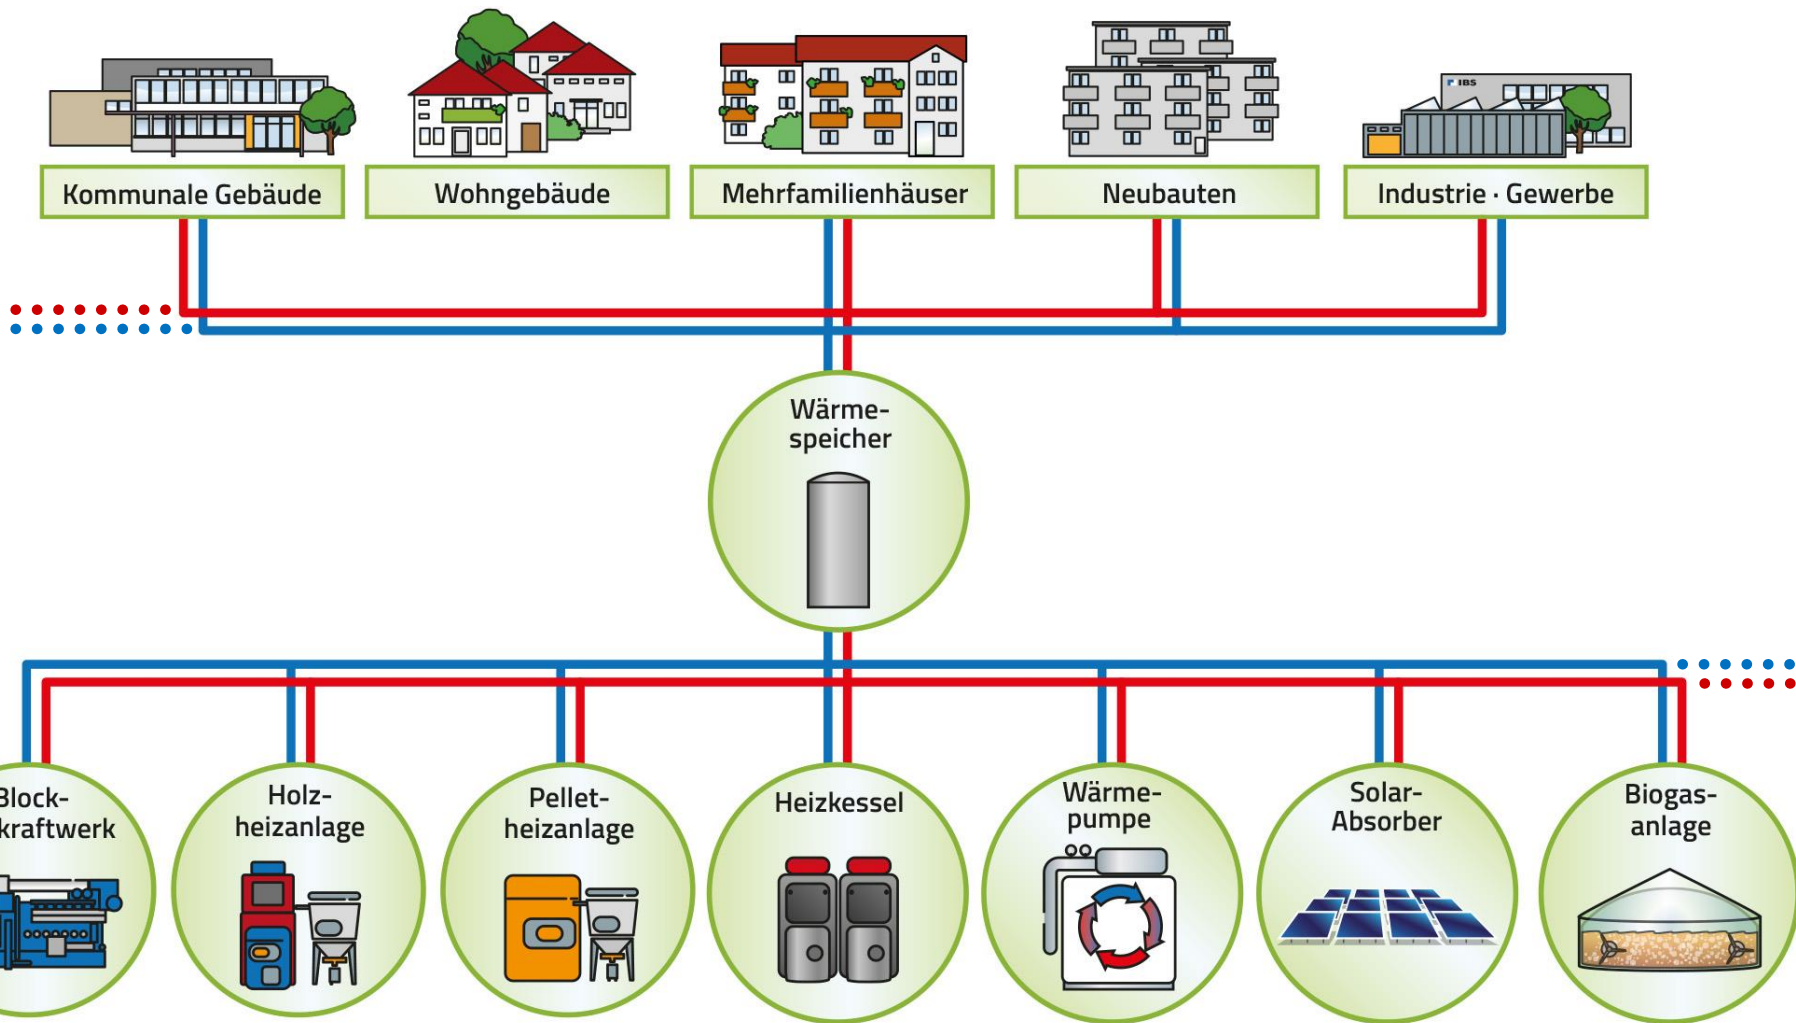 IBS
Kommunale Gebäude
Wohngebäude
Mehrfamilienhäuser
Neubauten
Industrie · Gewerbe
Wärme-
speicher
Block-
kraftwerk
Holz-
heizanlage
Pellet-
heizanlage
Heizkessel
Wärme-
pumpe
Solar-
Absorber
Biogas-
anlage